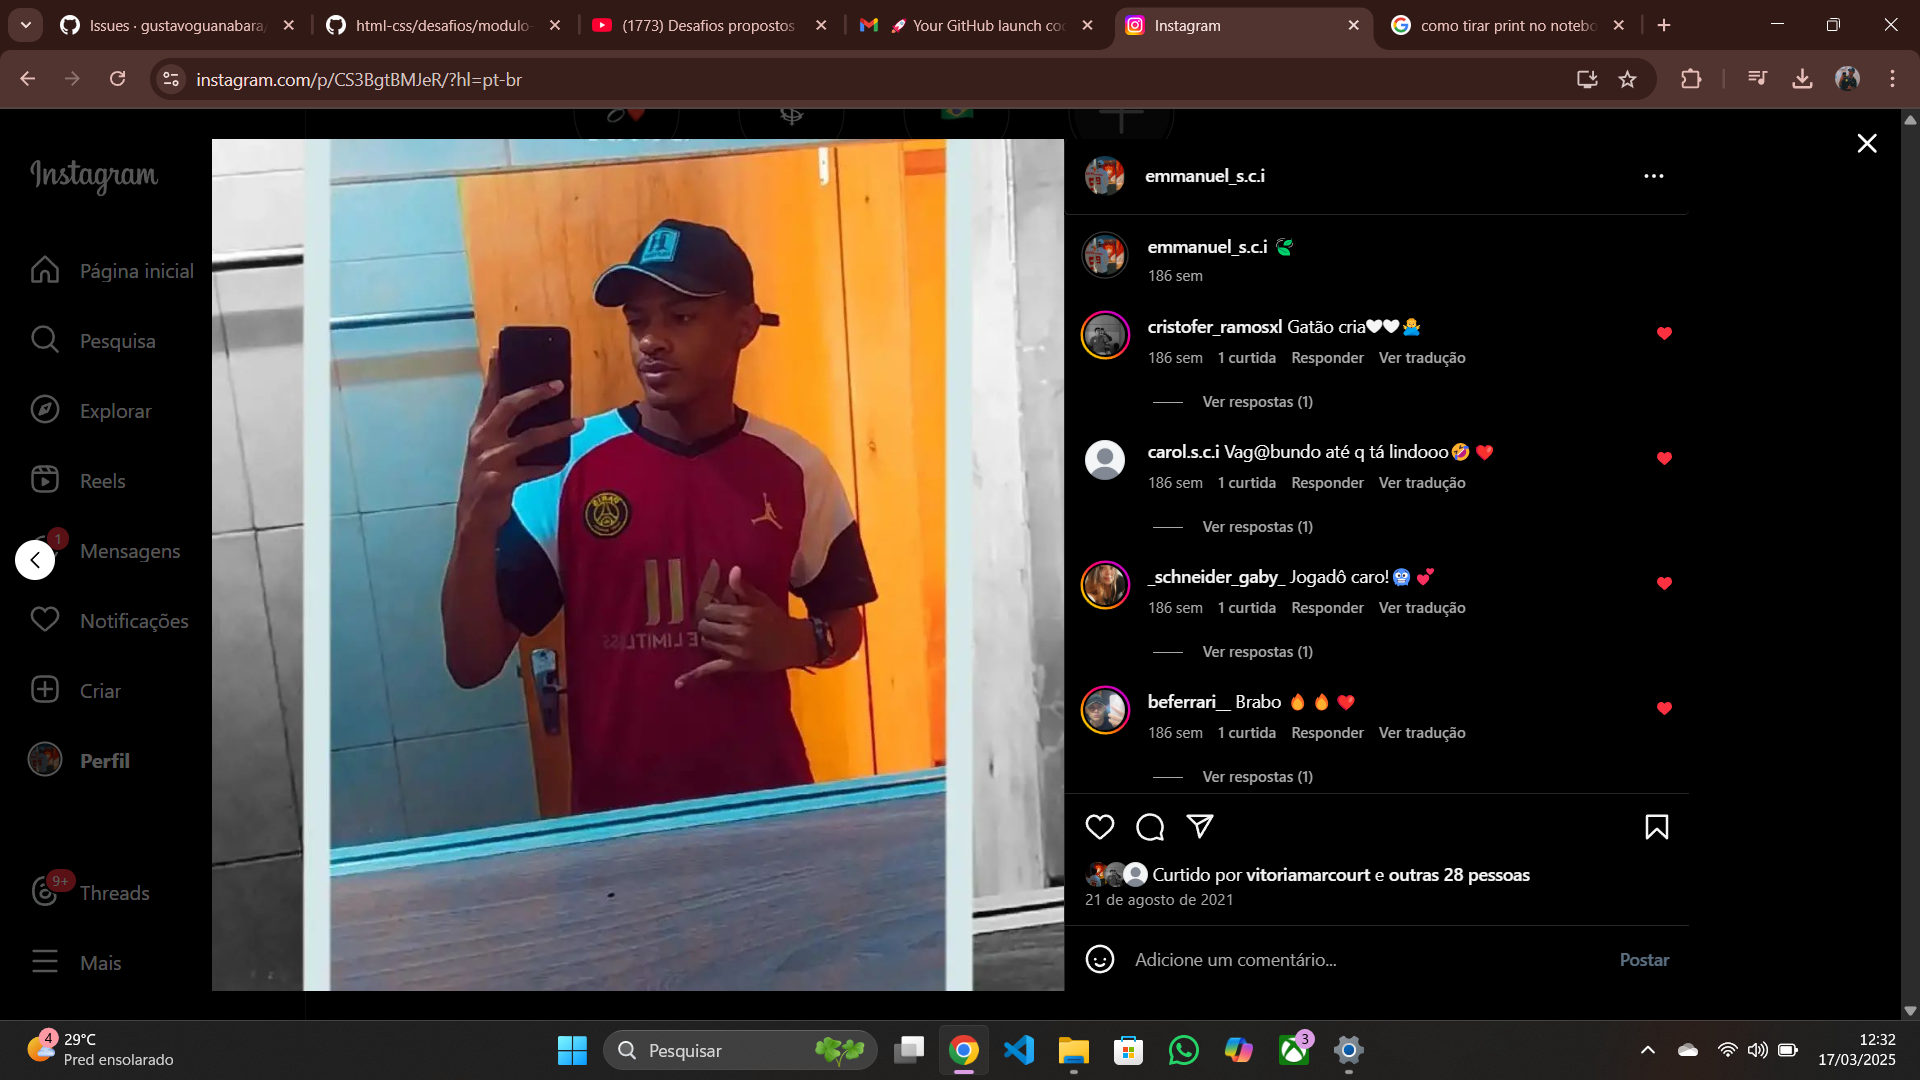 Issues · gustavoguanabara/
html-css/desafios/modulo-
(1773) Desafios propostos
🚀 Your GitHub launch coc
Instagram
como tirar print no notebo
instagram.com/p/CS3BgtBMJeR/?hl=pt-br
Instagram
Página inicial
Pesquisa
Explorar
Reels
1
Mensagens
Notificações
Criar
Perfil
9+
Threads
Mais
emmanuel_s.c.i
emmanuel_s.c.i 🍃
186 sem
cristofer_ramosxl Gatão cria🤍🤍🙇
186 sem 1 curtida Responder Ver tradução
Ver respostas (1)
carol.s.c.i Vag@bundo até q tá lindooo🤣❤️
186 sem 1 curtida Responder Ver tradução
Ver respostas (1)
_schneider_gaby_ Jogadô caro!🥶💕
186 sem 1 curtida Responder Ver tradução
Ver respostas (1)
beferrari__ Brabo 🔥🔥❤️
186 sem 1 curtida Responder Ver tradução
Ver respostas (1)
Curtido por vitoriamarcourt e outras 28 pessoas
21 de agosto de 2021
Adicione um comentário...
Postar
4
29°C
Pred ensolarado
Pesquisar
3
12:32
17/03/2025